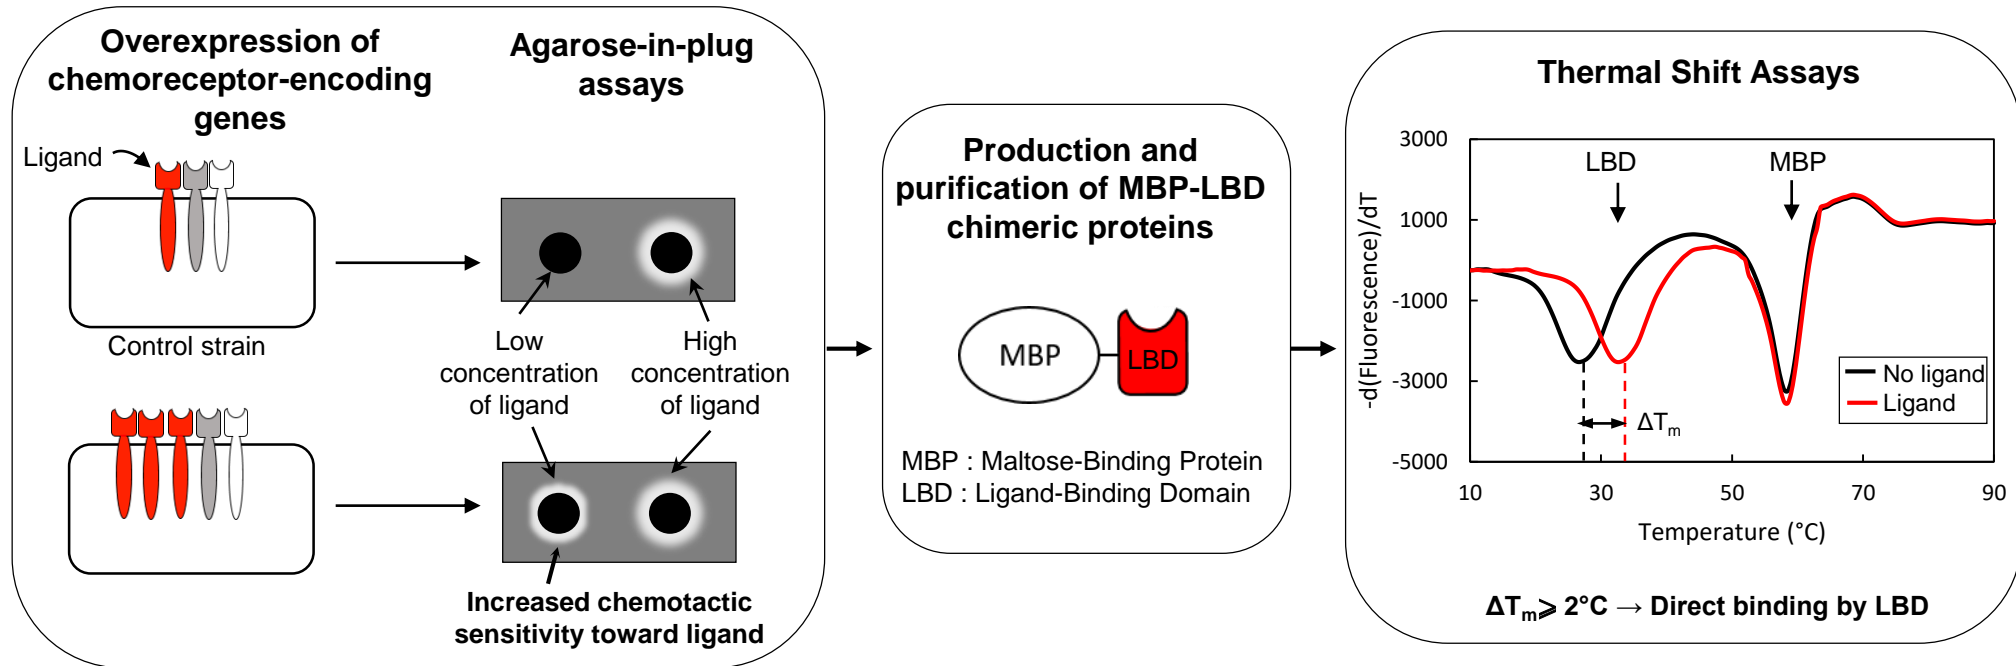 Overexpression of
chemoreceptor-encoding
genes
Agarose-in-plug
assays
Ligand
Control strain
Low
concentration
of ligand
High
concentration
of ligand
Increased chemotactic
sensitivity toward ligand
Production and
purification of MBP-LBD
chimeric proteins
MBP
LBD
MBP : Maltose-Binding Protein
LBD : Ligand-Binding Domain
Thermal Shift Assays
3000
1000
-1000
-3000
-5000
-d(Fluorescence)/dT
LBD
MBP
No ligand
Ligand
ΔTm
10
30
50
70
90
Temperature (°C)
ΔTm⩾ 2°C → Direct binding by LBD